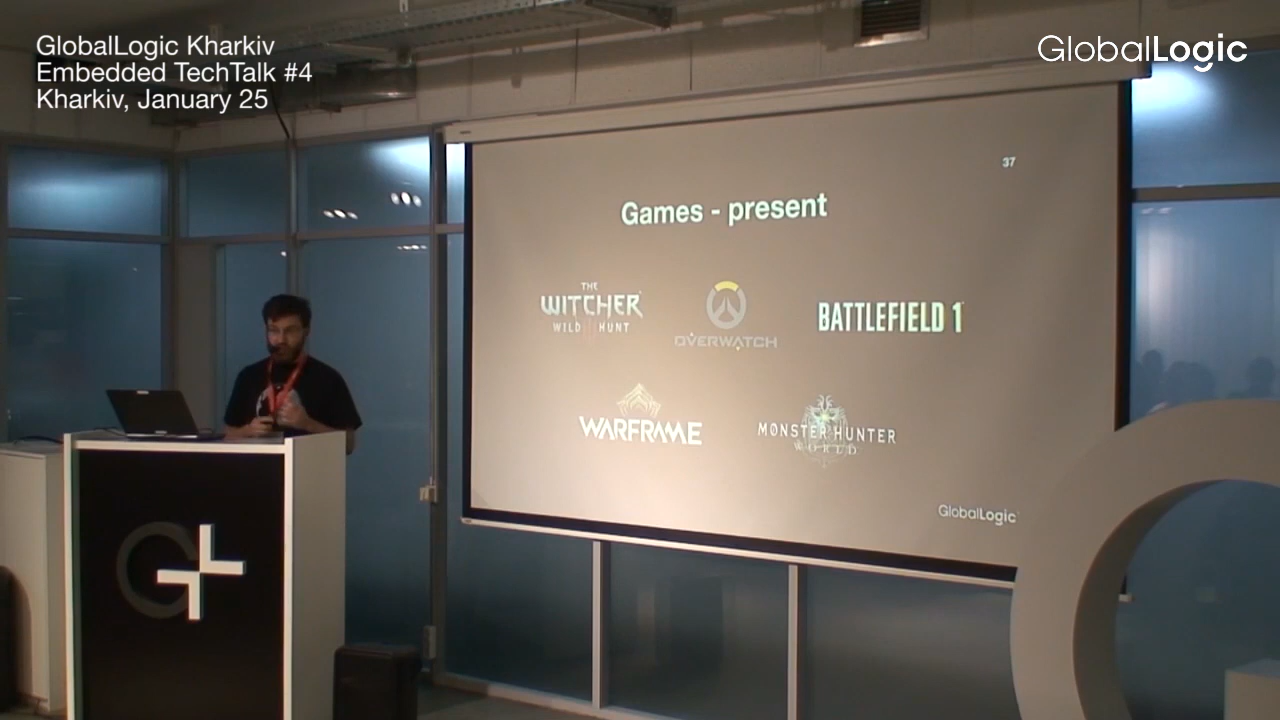 GlobalLogic Kharkiv
Embedded TechTalk #4
Kharkiv, January 25
GlobalLogic
37
Games - present
THE
WITCHER
WILD HUNT
OVERWATCH
BATTLEFIELD 1
WARFRAME
MONSTER HUNTER
WORLD
GlobalLogic
GL